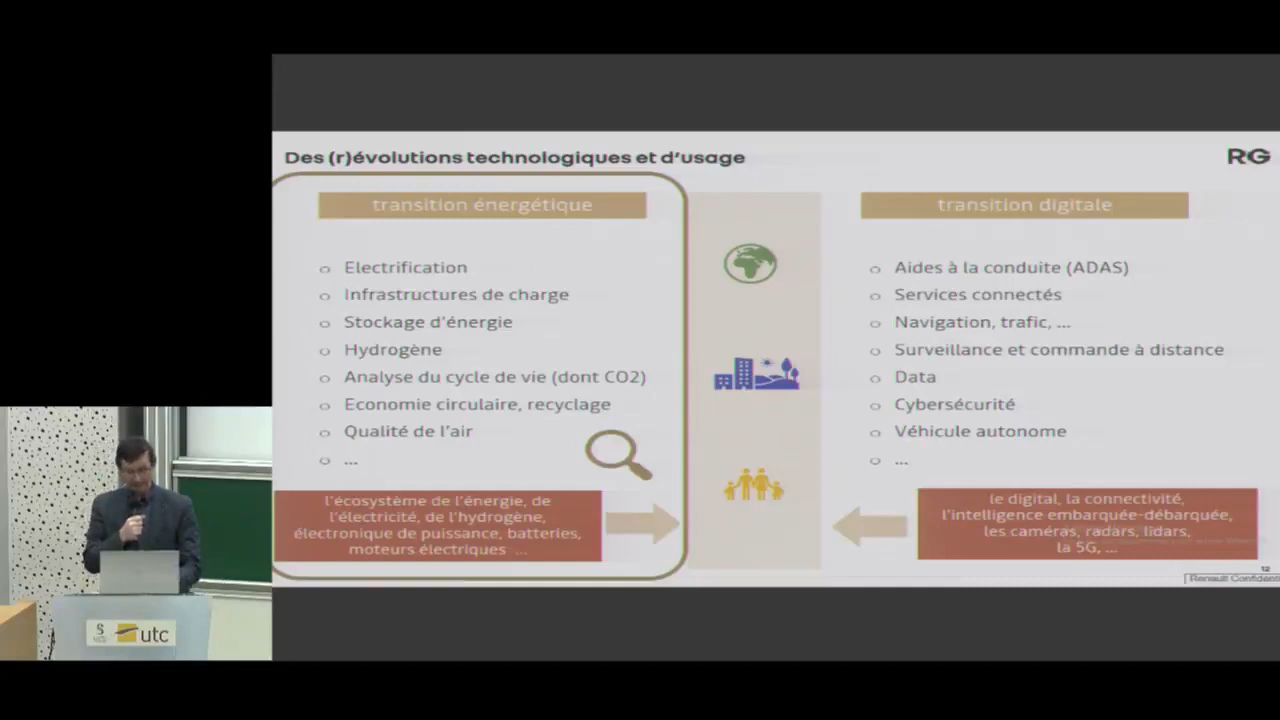 Des (r)évolutions technologiques et d'usage
RG
transition énergétique
o Electrification
o Infrastructures de charge
o Stockage d'énergie
o Hydrogène
o Analyse du cycle de vie (dont CO2)
o Economie circulaire, recyclage
o Qualité de l'air
o ...
l'écosystème de l'énergie, de
l'électricité, de l'hydrogène,
électronique de puissance, batteries,
moteurs électriques ...
transition digitale
o Aides à la conduite (ADAS)
o Services connectés
o Navigation, trafic, ...
o Surveillance et commande à distance
o Data
o Cybersécurité
o Véhicule autonome
o ...
le digital, la connectivité,
l'intelligence embarquée-débarquée,
les caméras, radars, lidars,
la 5G, ...
12
Renault Confidenti
utc